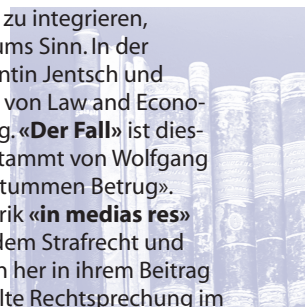 zu integrieren,
ums Sinn. In der
ntin Jentsch und
von Law and Econo-
g. «Der Fall» ist dies-
tammt von Wolfgang
tummen Betrug».
rik «in medias res»
dem Strafrecht und
n her in ihrem Beitrag
lte Rechtsprechung im